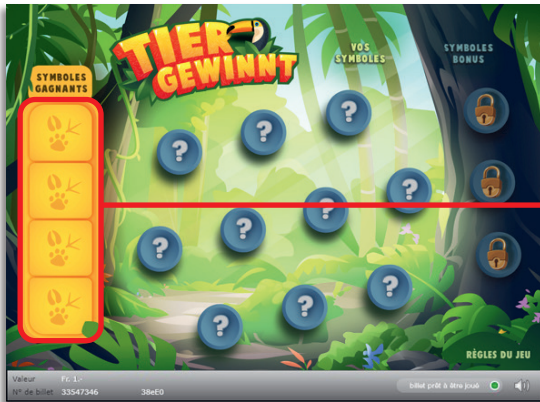 TIER
GEWINNT
VOS
SYMBOLES
SYMBOLES
BONUS
SYMBOLES
GAGNANTS
?
?
?
?
?
?
?
?
?
?
RÈGLES DU JEU
Valeur Fr. 1.-
N° de billet 33547346 38eE0
billet prêt à être joué